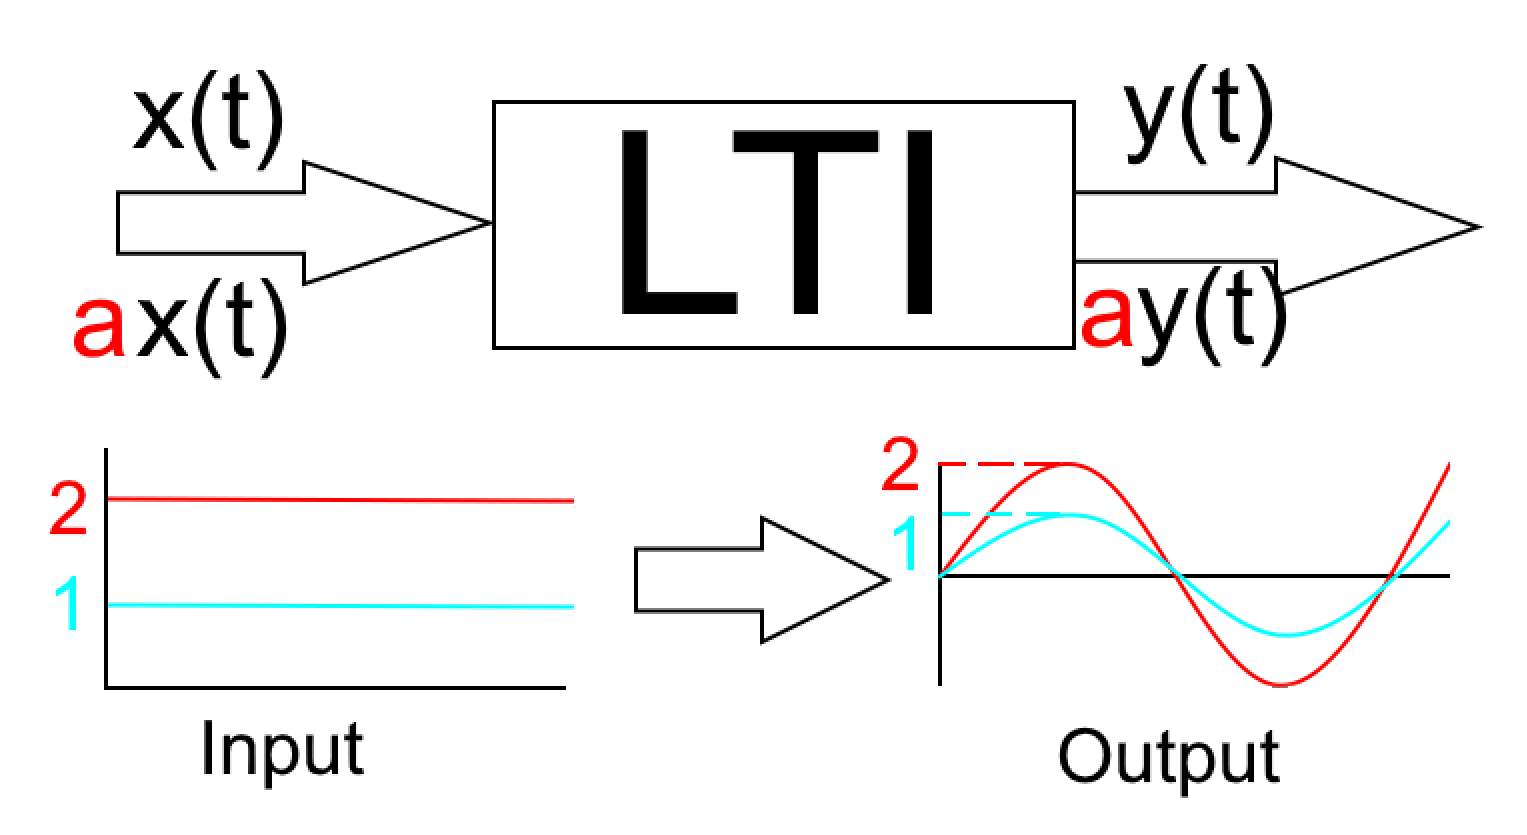 x(t)
LTI
y(t)
ax(t)
ay(t)
2
1
Input
2
1
Output